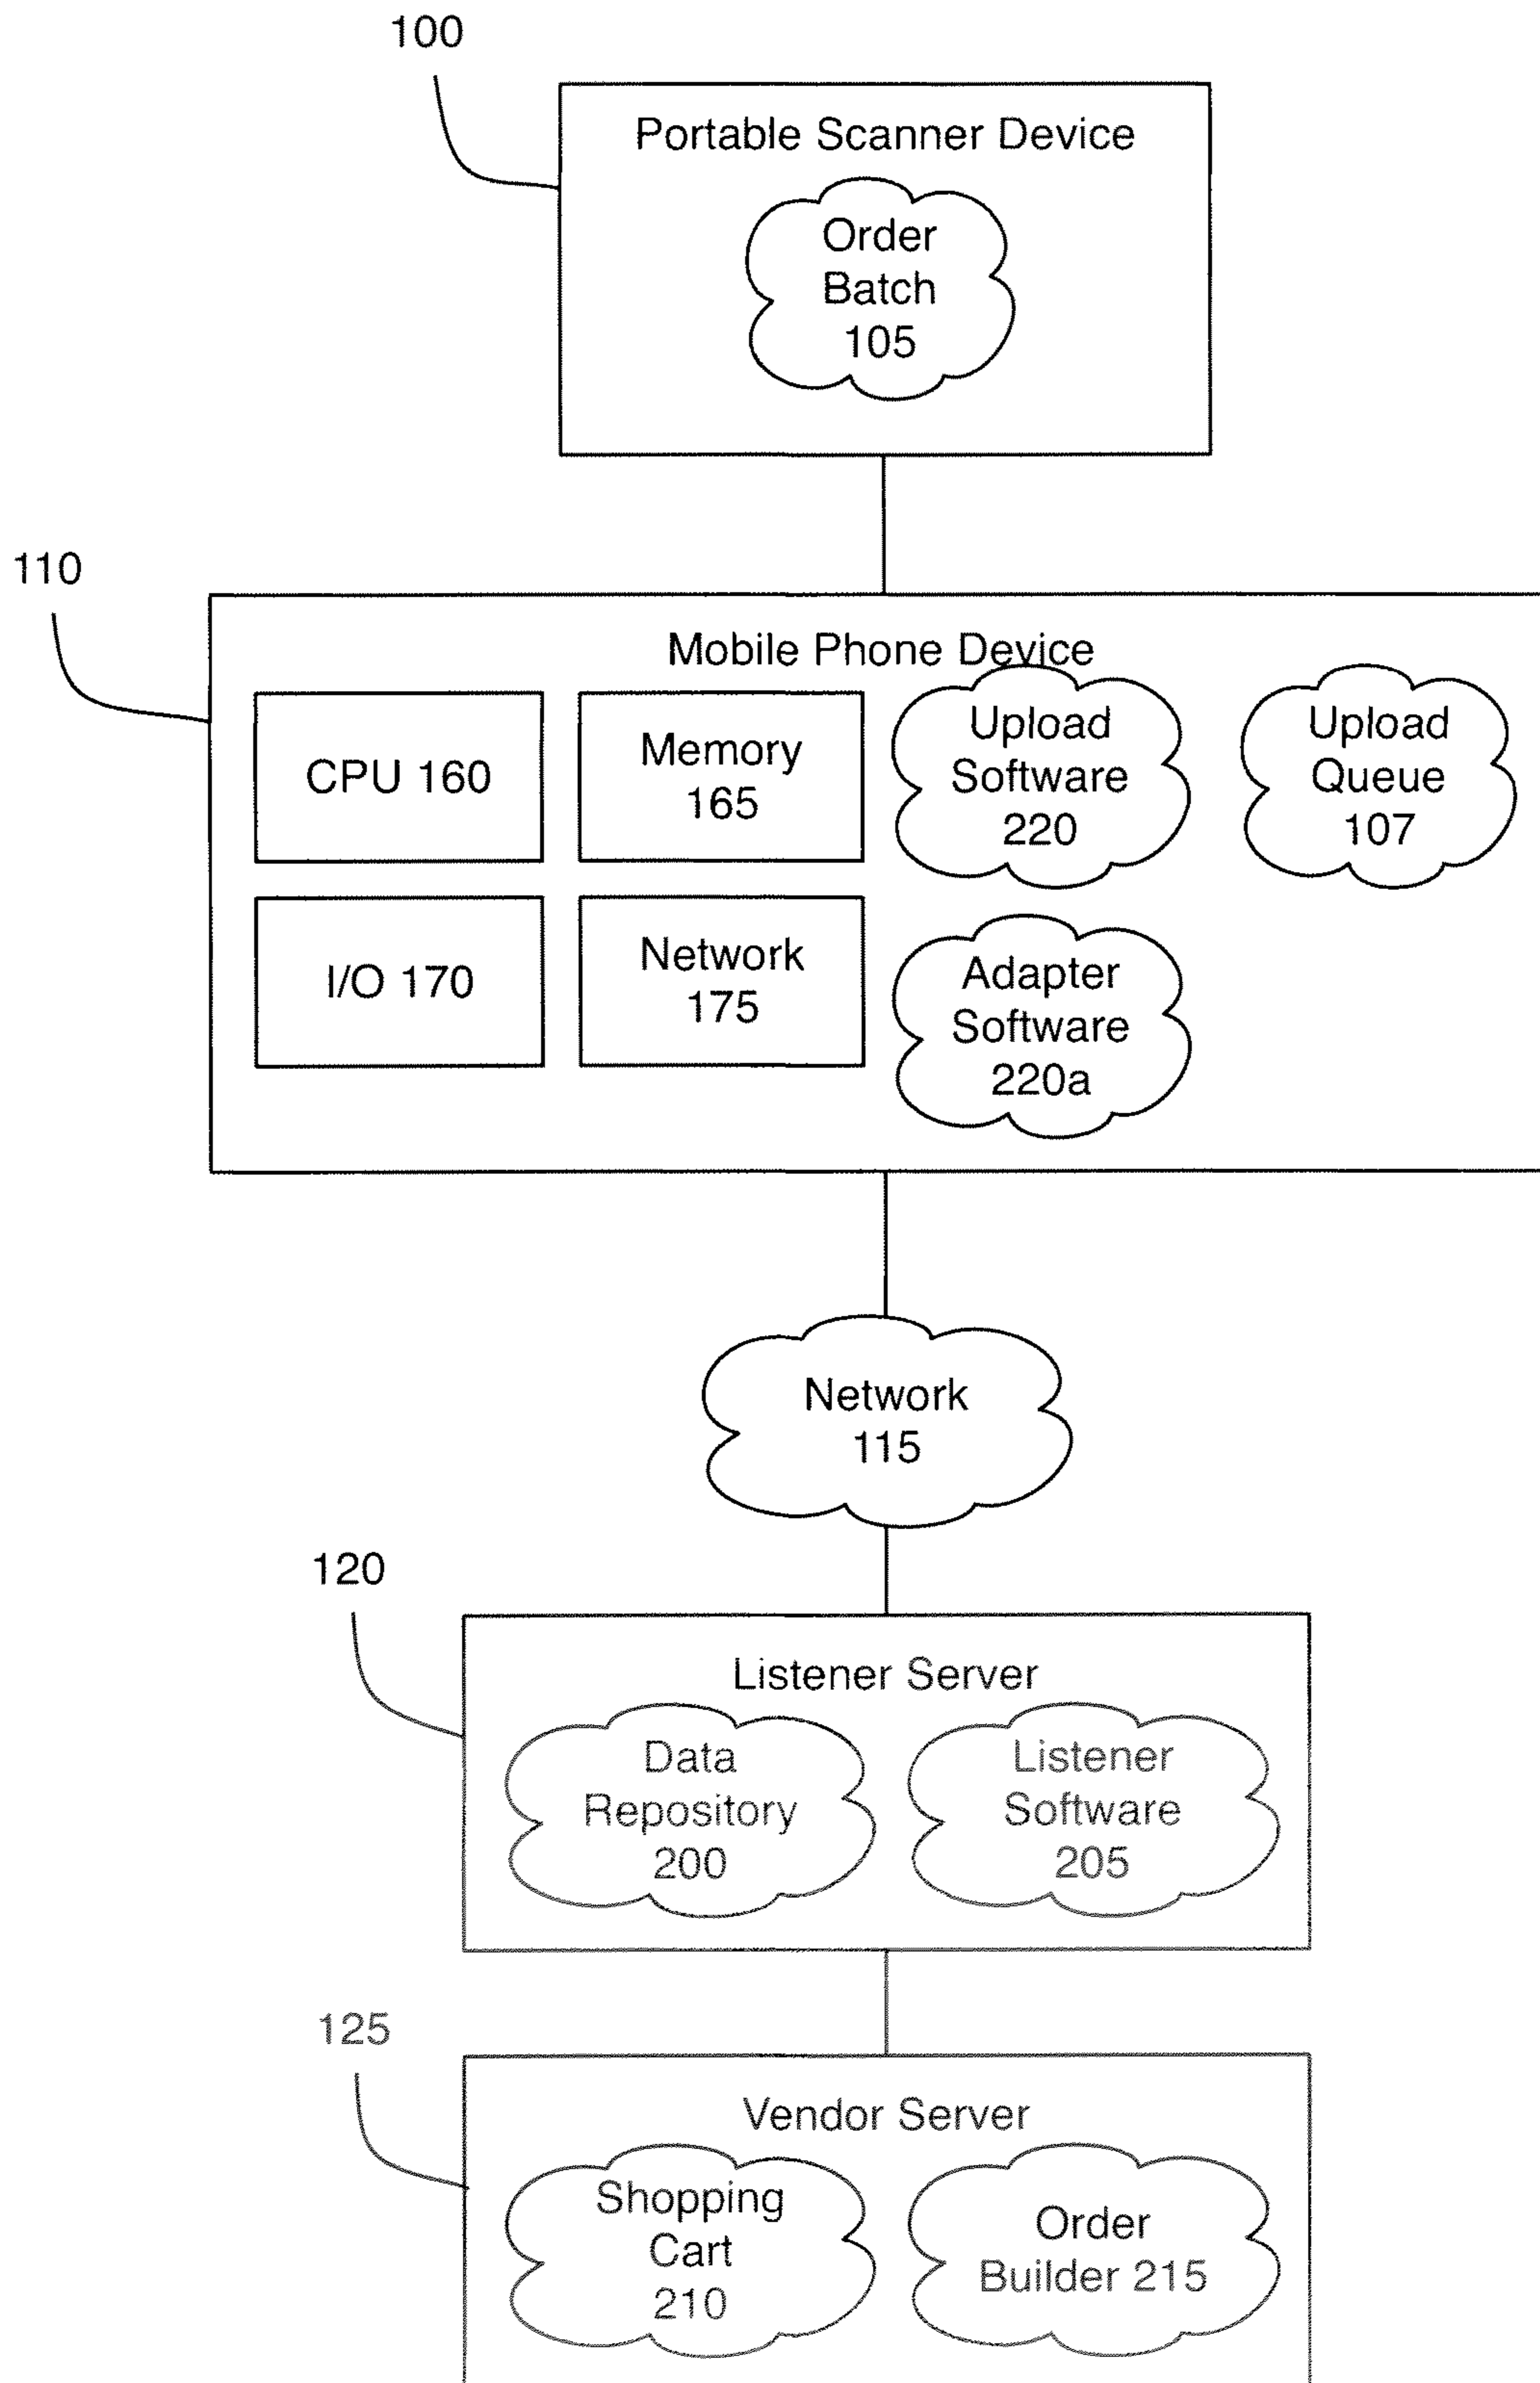 100
Portable Scanner Device
Order
Batch
105
110
Mobile Phone Device
CPU 160
Memory
165
Upload
Software
220
Upload
Queue
107
I/O 170
Network
175
Adapter
Software
220a
Network
115
120
Listener Server
Data
Repository
200
Listener
Software
205
125
Vendor Server
Shopping
Cart
210
Order
Builder 215